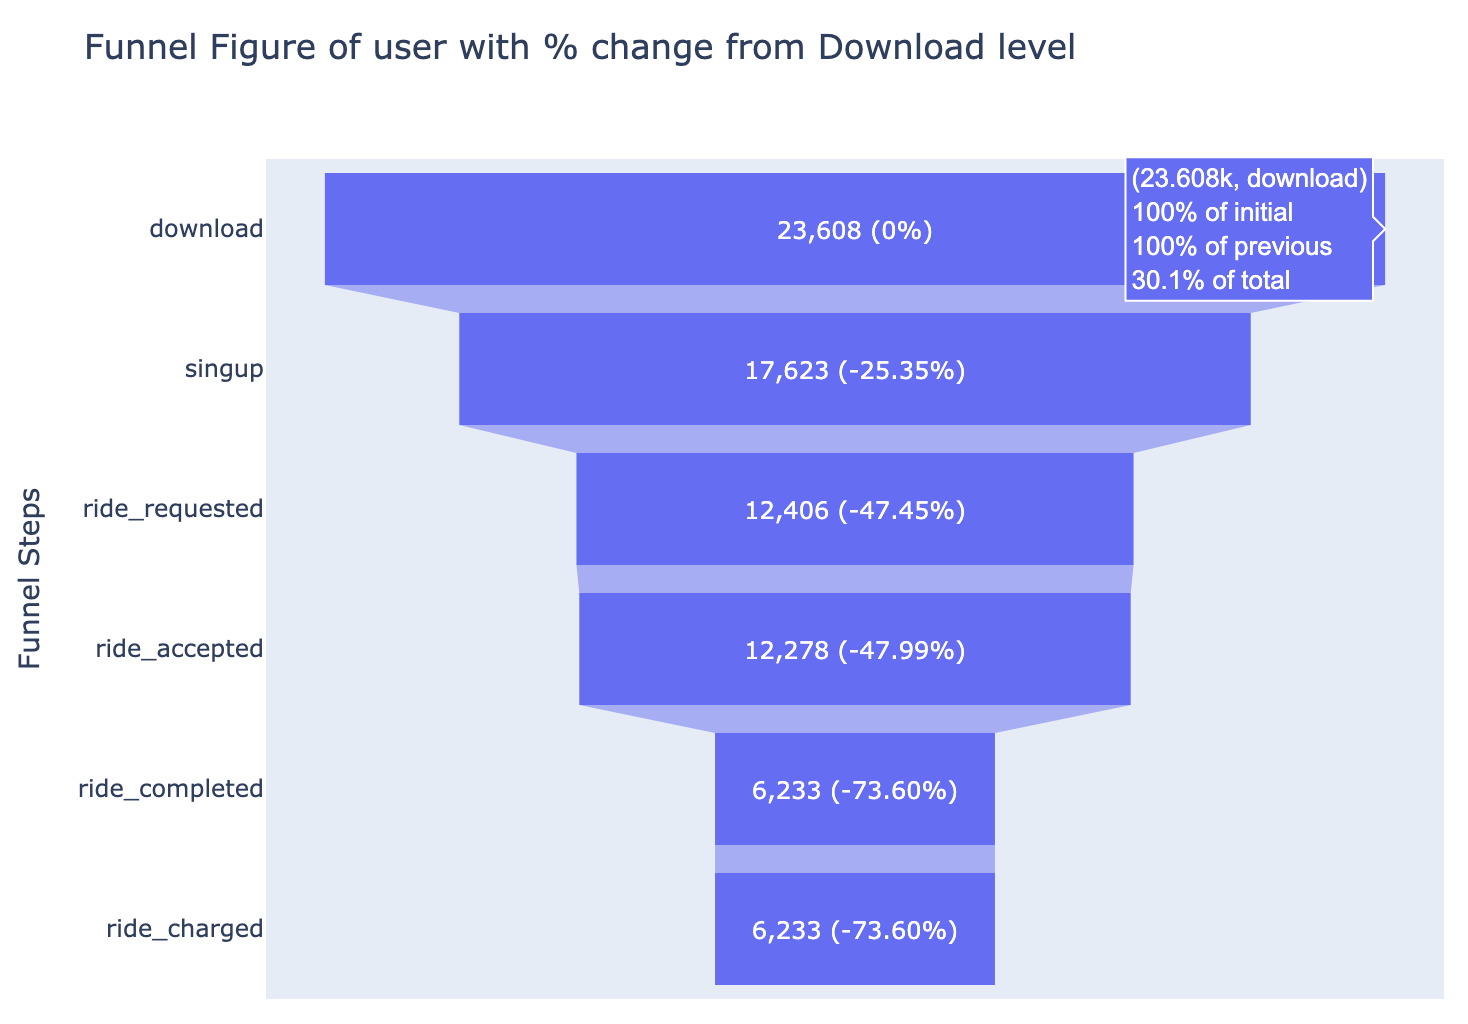 Funnel Figure of user with % change from Download level
(23.608k, download)
100% of initial
100% of previous
30.1% of total
download
23,608 (0%)
singup
17,623 (-25.35%)
ride_requested
12,406 (-47.45%)
Funnel Steps
ride_accepted
12,278 (-47.99%)
ride_completed
6,233 (-73.60%)
ride_charged
6,233 (-73.60%)